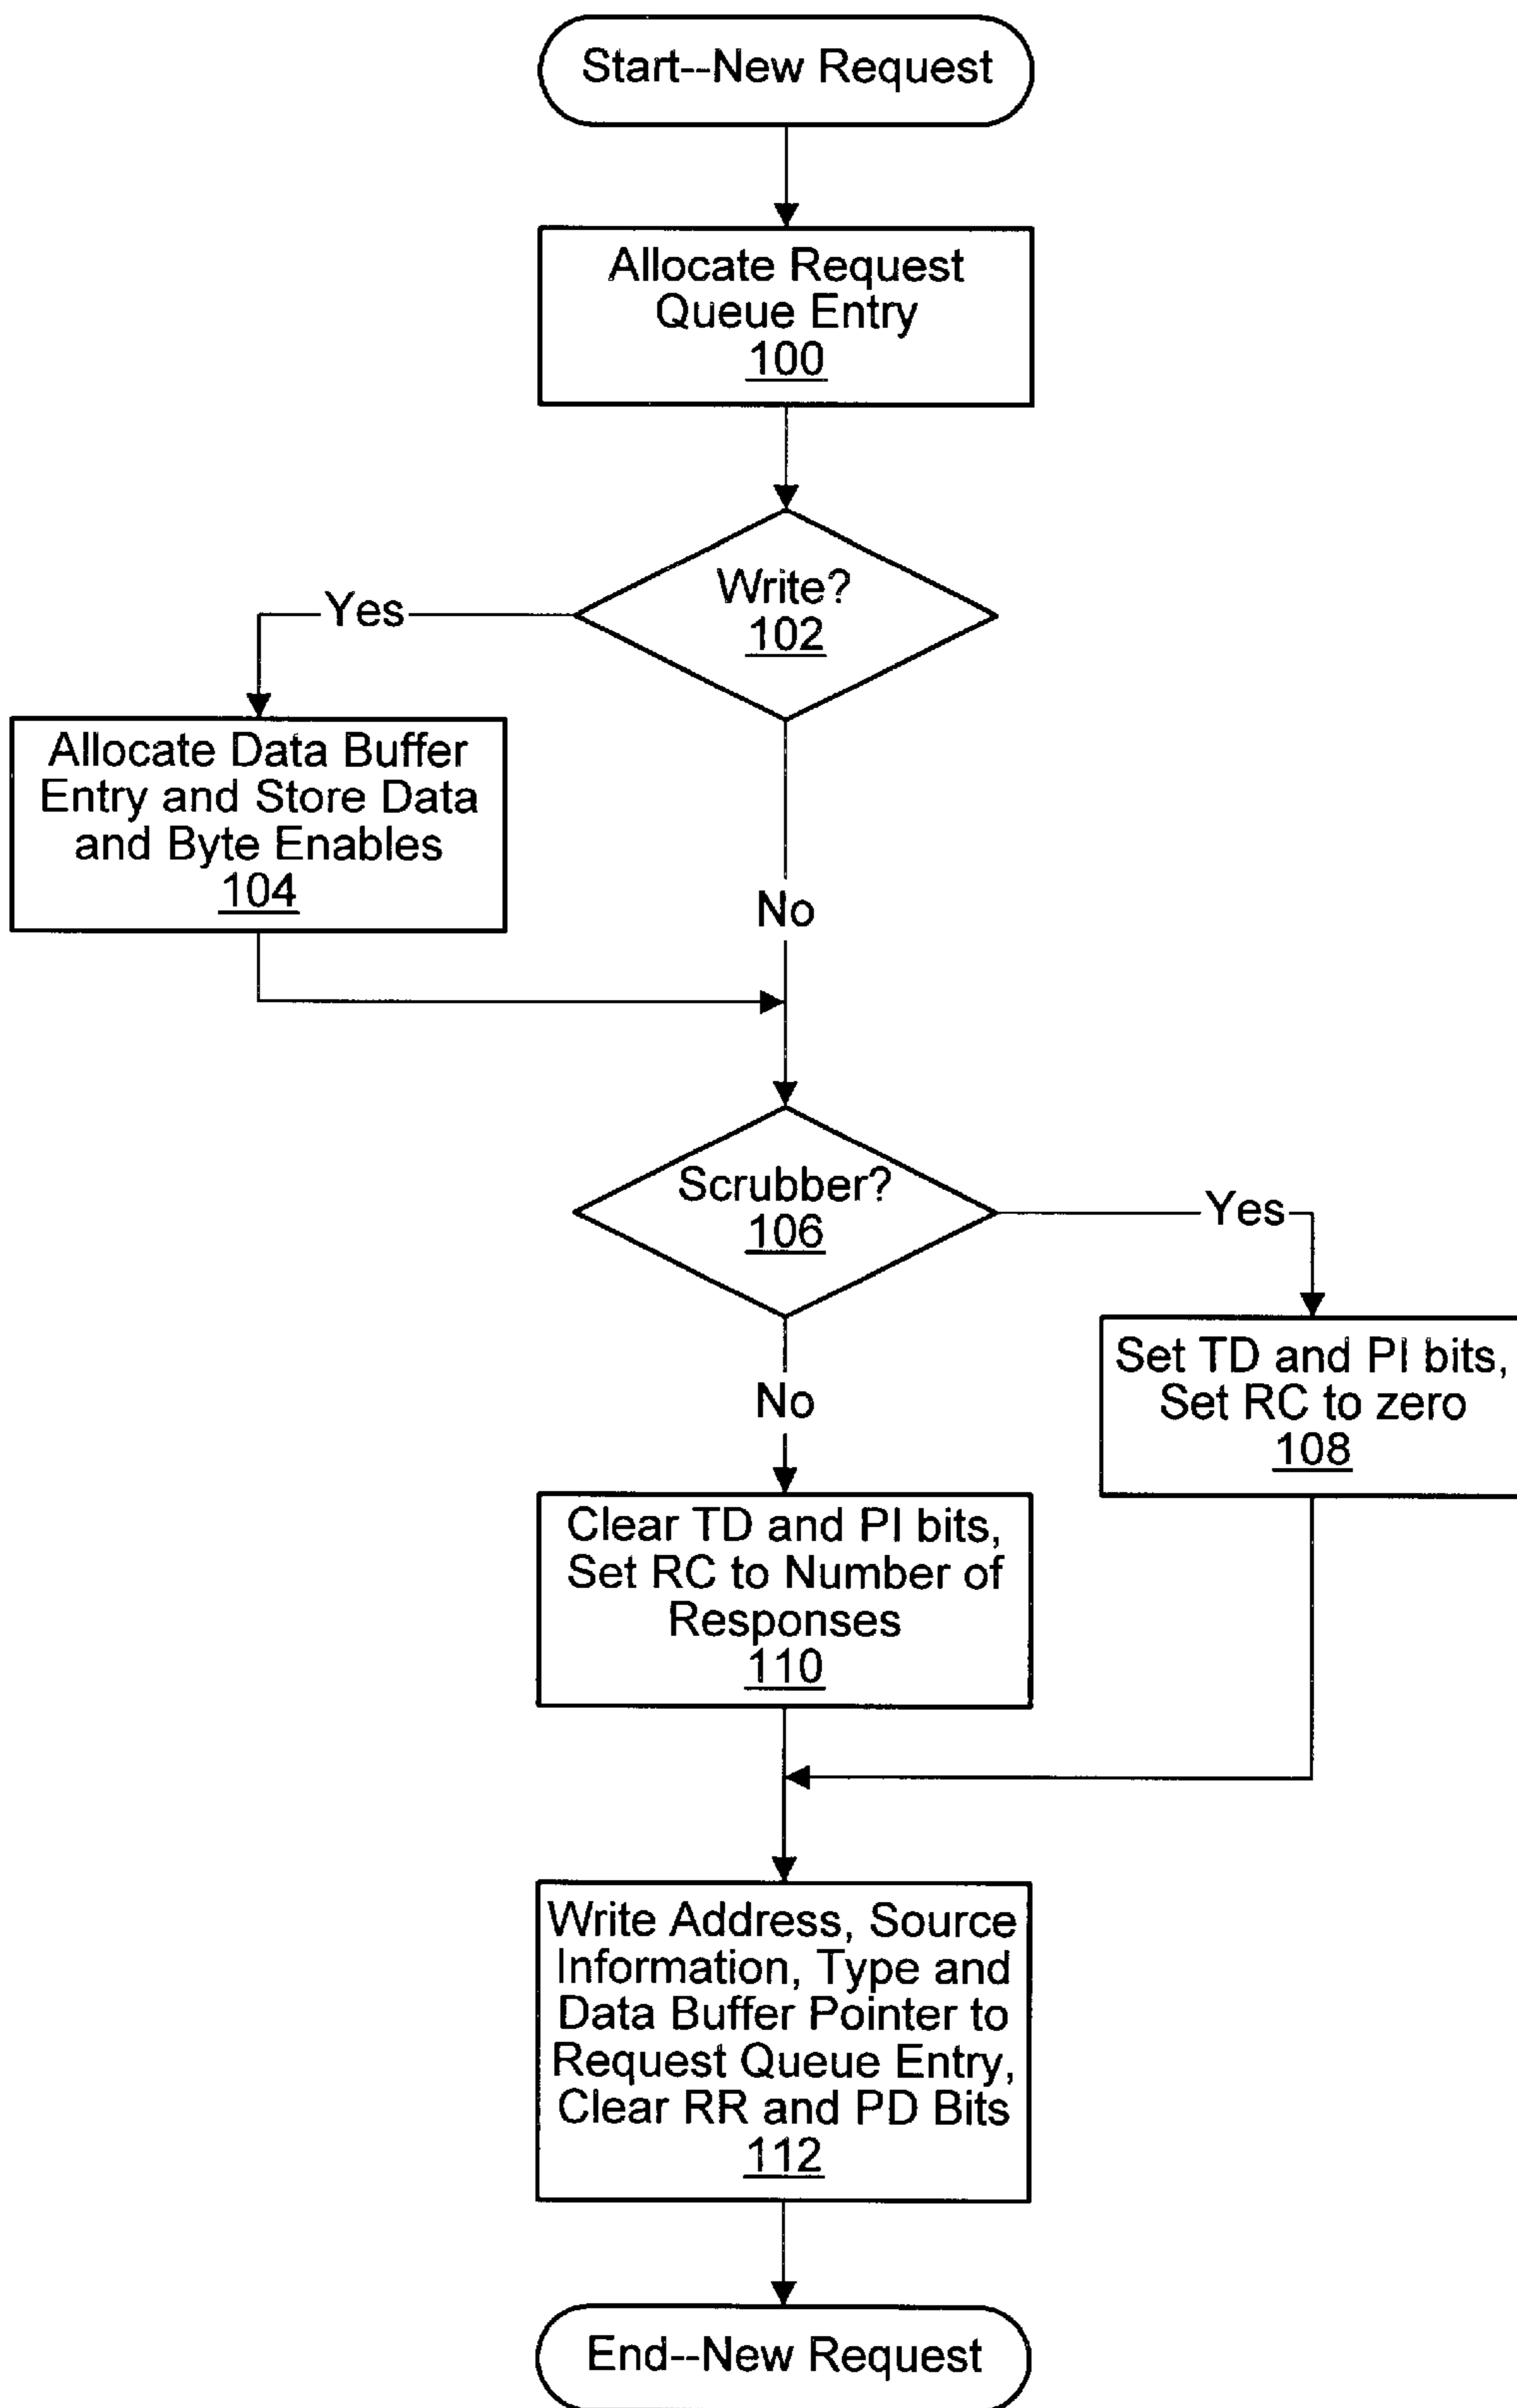 Start--New Request
Allocate Request
Queue Entry
100
Write?
102
Yes
Allocate Data Buffer
Entry and Store Data
and Byte Enables
104
No
Scrubber?
106
Yes
Set TD and PI bits,
Set RC to zero
108
No
Clear TD and PI bits,
Set RC to Number of
Responses
110
Write Address, Source
Information, Type and
Data Buffer Pointer to
Request Queue Entry,
Clear RR and PD Bits
112
End--New Request